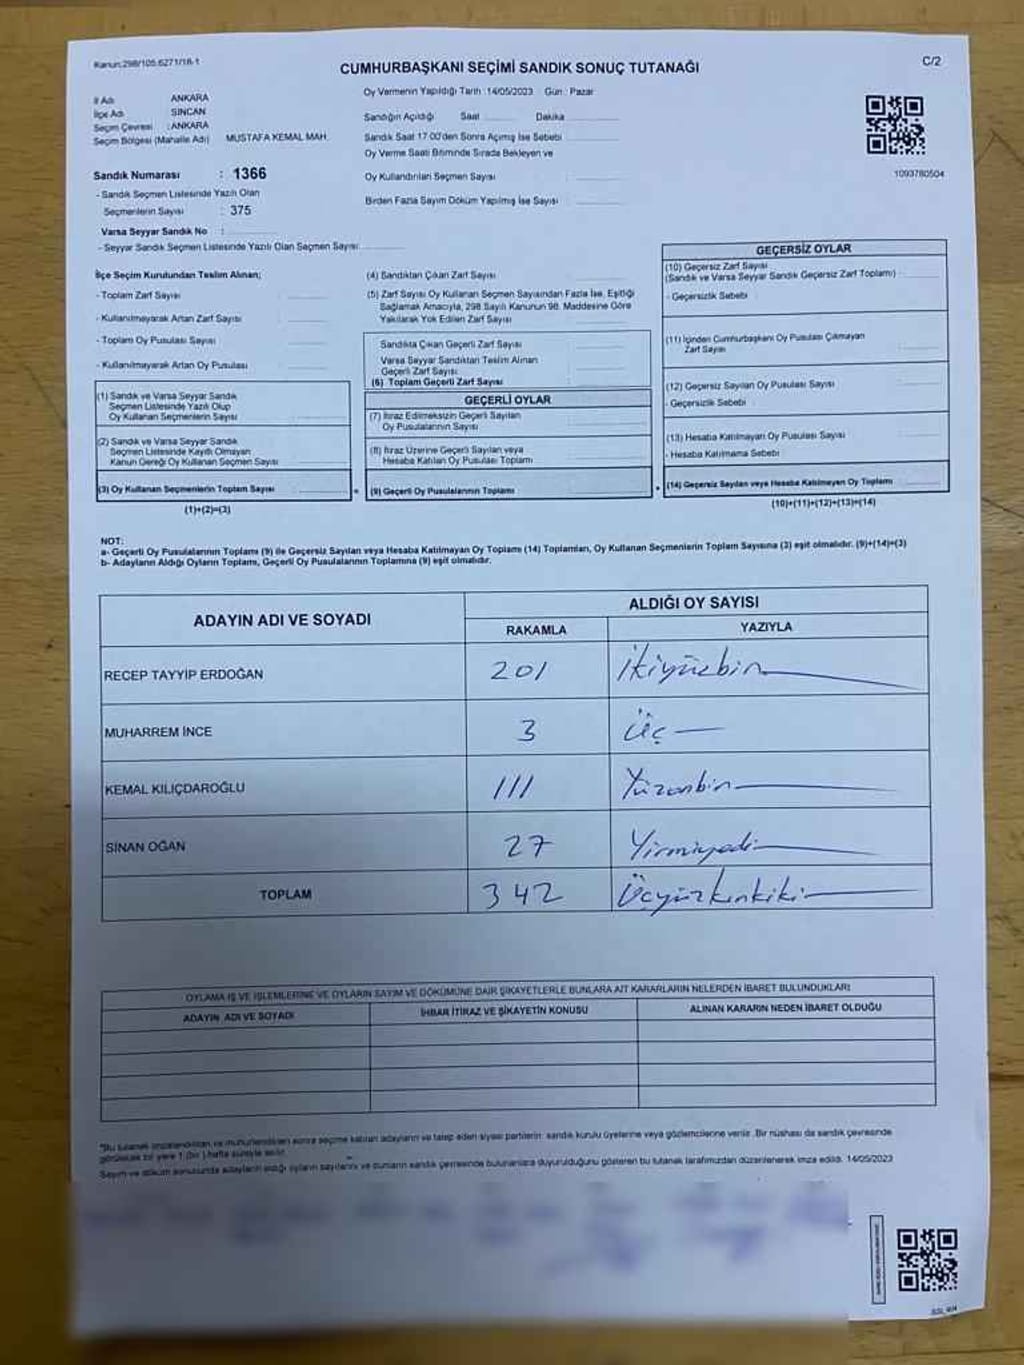 Kanun:298/105.6271/18-1
CUMHURBAŞKANI SEÇİMİ SANDIK SONUÇ TUTANAĞI
C/2
İl Adı ANKARA
İlçe Adı SİNCAN
Seçim Çevresi :ANKARA
Seçim Bölgesi (Mahalle Adı) MUSTAFA KEMAL MAH.
Oy Vermenin Yapıldığı Tarih :14/05/2023 Gün : Pazar
Sandığın Açıldığı Saat Dakika
Sandık Saat 17.00'den Sonra Açımış İse Sebebi
Oy Verme Saati Bitiminde Sırada Bekleyen ve
Oy Kullandırılan Seçmen Sayısı :
Birden Fazla Sayım Döküm Yapılmış İse Sayısı :
1093780504
Sandık Numarası : 1366
- Sandık Seçmen Listesinde Yazılı Olan
Seçmenlerin Sayısı : 375
Varsa Seyyar Sandık No :
- Seyyar Sandık Seçmen Listesinde Yazılı Olan Seçmen Sayısı
İlçe Seçim Kurulundan Teslim Alınan;
- Toplam Zarf Sayısı
- Kullanılmayarak Artan Zarf Sayısı
- Toplam Oy Pusulası Sayısı
- Kullanılmayarak Artan Oy Pusulası
(1) Sandık ve Varsa Seyyar Sandık
Seçmen Listesinde Yazılı Olup
Oy Kullanan Seçmenlerin Sayısı
(2) Sandık ve Varsa Seyyar Sandık
Seçmen Listesinde Kayıtlı Olmayan
Kanun Gereği Oy Kullanan Seçmen Sayısı
(3) Oy Kullanan Seçmenlerin Toplam Sayısı
(1)+(2)=(3)
(4) Sandıktan Çıkan Zarf Sayısı
(5) Zarf Sayısı Oy Kullanan Seçmen Sayısından Fazla İse, Eşitliği
Sağlamak Amacıyla, 298 Sayılı Kanunun 98. Maddesine Göre
Yakılarak Yok Edilen Zarf Sayısı
Sandıkta Çıkan Geçerli Zarf Sayısı
Varsa Seyyar Sandıktan Teslim Alınan
Geçerli Zarf Sayısı
(6) Toplam Geçerli Zarf Sayısı
GEÇERLİ OYLAR
(7) İtiraz Edilmeksizin Geçerli Sayılan
Oy Pusulalarının Sayısı
(8) İtiraz Üzerine Geçerli Sayılan veya
Hesaba Katılan Oy Pusulası Toplamı
(9) Geçerli Oy Pusulalarının Toplamı
GEÇERSİZ OYLAR
(10) Geçersiz Zarf Sayısı
(Sandık ve Varsa Seyyar Sandık Geçersiz Zarf Toplamı)
- Geçersizlik Sebebi :
(11) İçinden Cumhurbaşkanı Oy Pusulası Çıkmayan
Zarf Sayısı
(12) Geçersiz Sayılan Oy Pusulası Sayısı
- Geçersizlik Sebebi :
(13) Hesaba Katılmayan Oy Pusulası Sayısı
- Hesaba Katılmama Sebebi
(14) Geçersiz Sayılan veya Hesaba Katılmayan Oy Toplamı
(10)+(11)+(12)+(13)=(14)
NOT:
a- Geçerli Oy Pusulalarının Toplamı (9) ile Geçersiz Sayılan veya Hesaba Katılmayan Oy Toplamı (14) Toplamları, Oy Kullanan Seçmenlerin Toplam Sayısına (3) eşit olmalıdır. (9)+(14)=(3)
b- Adayların Aldığı Oyların Toplamı, Geçerli Oy Pusulalarının Toplamına (9) eşit olmalıdır.
ADAYIN ADI VE SOYADI
ALDIĞI OY SAYISI
RAKAMLA YAZIYLA
RECEP TAYYİP ERDOĞAN 201 İkiyüzbir
MUHARREM İNCE 3 Üç
KEMAL KILIÇDAROĞLU 111 Yüzonbir
SİNAN OĞAN 27 Yirmiyedi
TOPLAM 342 Üçyüzkırkiki
OYLAMA İŞ VE İŞLEMLERİNE VE OYLARIN SAYIM VE DÖKÜMÜNE DAİR ŞİKAYETLERLE BUNLARA AİT KARARLARIN NELERDEN İBARET BULUNDUKLARI
ADAYIN ADI VE SOYADI İHBAR İTİRAZ VE ŞİKAYETİN KONUSU ALINAN KARARIN NEDEN İBARET OLDUĞU
*Bu tutanak imzalandıktan ve mühürlendikten sonra seçime katılan adayların ve talep eden siyasi partilerin sandık kurulu üyelerine veya gözlemcilerine verilir. Bir nüshası da sandık çevresinde
görülecek bir yere 1 (bir) hafta süreyle asılır.
Sayım ve döküm sonucunda adayların aldığı oyların sayılarını ve bunların sandık çevresinde bulunanlara duyurulduğunu gösteren bu tutanak tarafımızdan düzenlenerek imza edildi. 14/05/2023